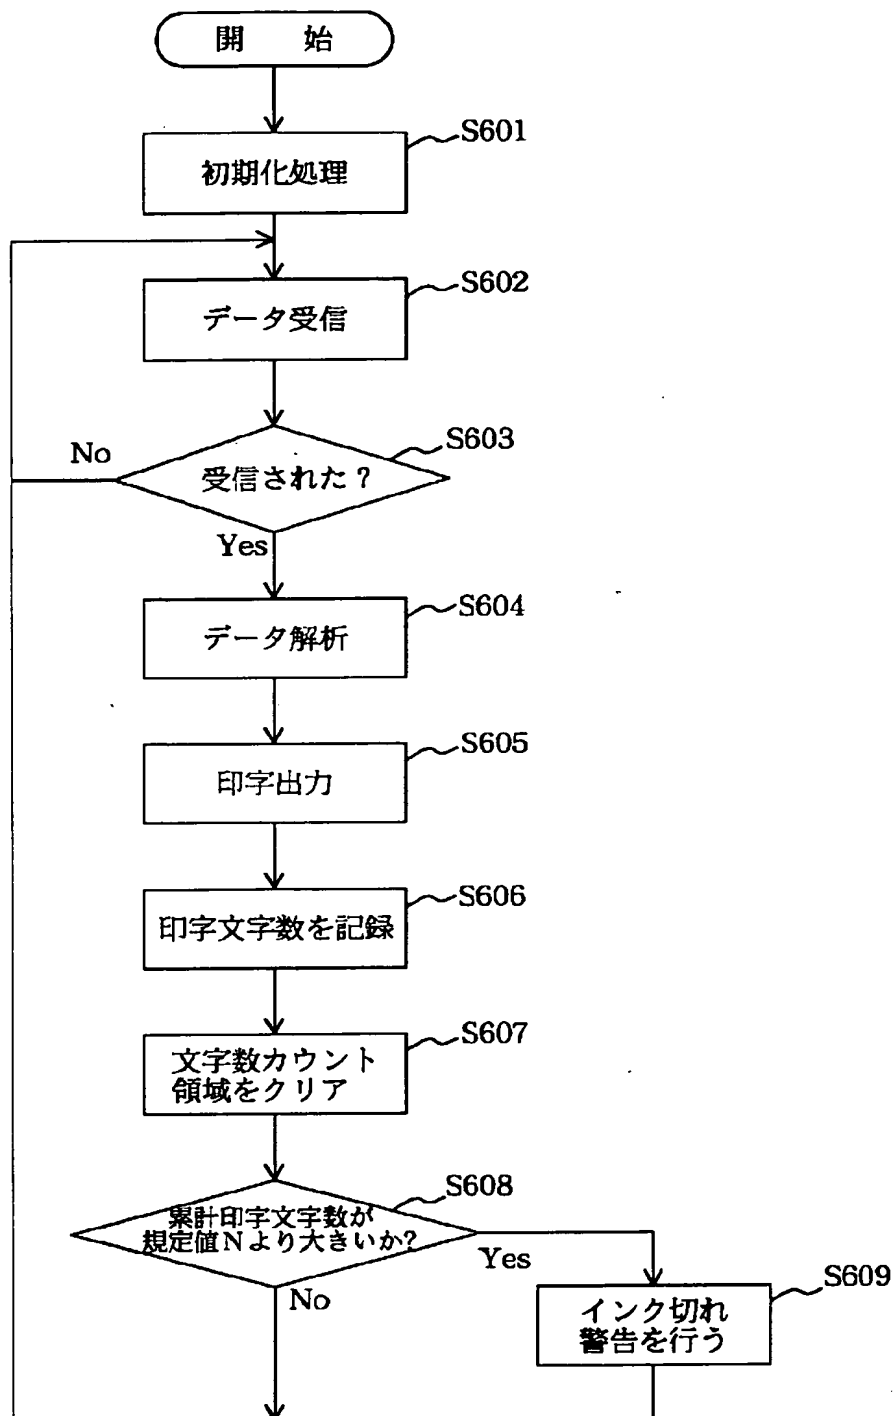 開 始
S601
初期化処理
S602
データ受信
S603
No
受信された?
Yes
S604
データ解析
S605
印字出力
S606
印字文字数を記録
S607
文字数カウント
領域をクリア
S608
累計印字文字数が
規定値Nより大きいか?
Yes
No
S609
インク切れ
警告を行う